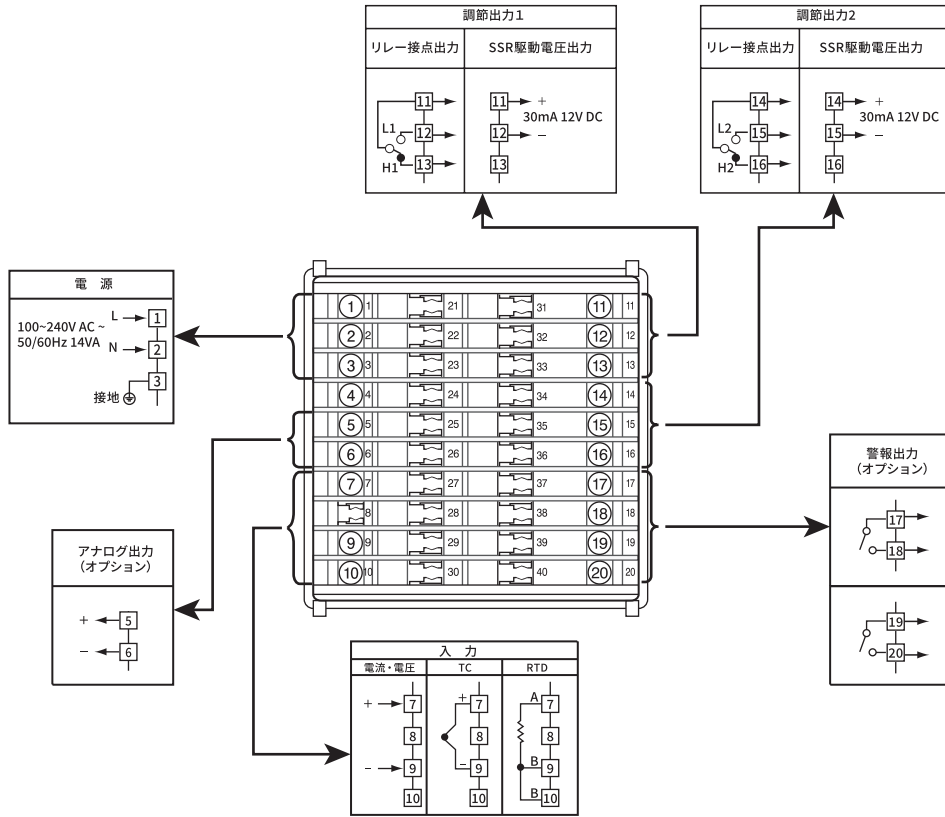 調節出力1
リレー接点出力
SSR駆動電圧出力
11
L1
12
H1
13
11
+
30mA 12V DC
12
−
13
調節出力2
リレー接点出力
SSR駆動電圧出力
14
L2
15
H2
16
14
+
30mA 12V DC
15
−
16
電 源
100~240V AC ~
50/60Hz 14VA
L
1
N
2
接地
3
1 1 21 31 11 11
2 2 22 32 12 12
3 3 23 33 13 13
4 4 24 34 14 14
5 5 25 35 15 15
6 6 26 36 16 16
7 7 27 37 17 17
8 28 38 18 18
9 9 29 39 19 19
10 10 30 40 20 20
アナログ出力
(オプション)
+ 5
− 6
警報出力
(オプション)
17
18
19
20
入 力
電流・電圧
TC
RTD
+ 7
8
− 9
10
+ 7
8
− 9
10
A 7
8
B 9
B 10